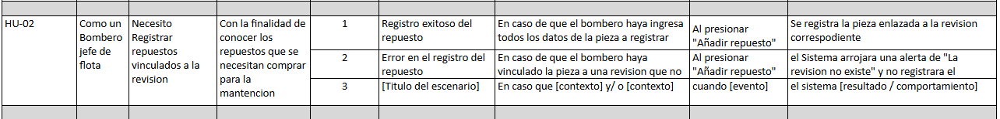 HU-02
Como un
Bombero
jefe de
flota
Necesito
Registrar
repuestos
vinculados a la
revision
Con la finalidad de
conocer los
repuestos que se
necesitan comprar
para la
mantencion
1
Registro exitoso del
repuesto
En caso de que el bombero haya ingresa
todos los datos de la pieza a registrar
Al presionar
"Añadir repuesto"
Se registra la pieza enlazada a la revision
correspodiente
2
Error en el registro del
repuesto
En caso de que el bombero haya
vinculado la pieza a una revision que no
Al presionar
"Añadir repuesto"
el Sistema arrojara una alerta de "La
revision no existe" y no registrara el
3
[Titulo del escenario]
En caso que [contexto] y/ o [contexto]
cuando [evento]
el sistema [resultado / comportamiento]